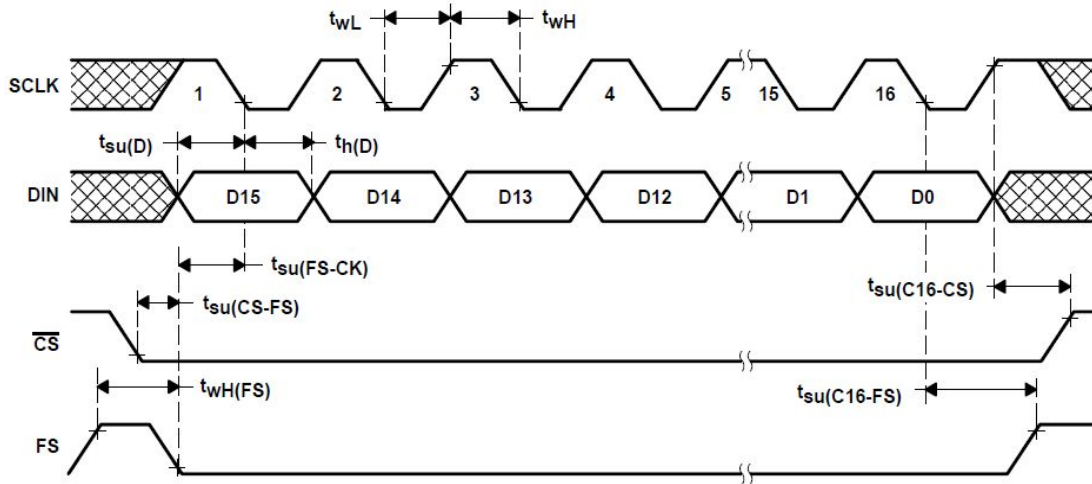 twL twH
SCLK 1 2 3 4 5 15 16
tsu(D) th(D)
DIN D15 D14 D13 D12 D1 D0
tsu(FS-CK)
tsu(C16-CS)
tsu(CS-FS)
CS
twH(FS)
tsu(C16-FS)
FS